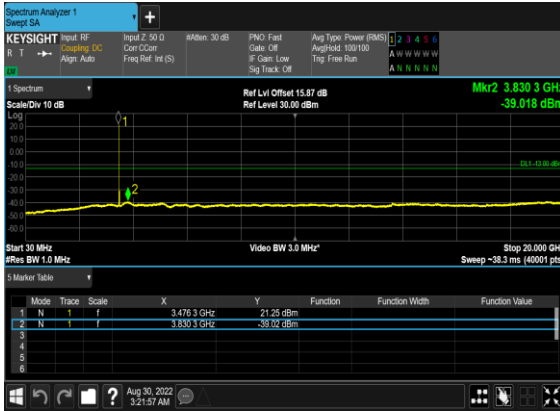 Spectrum Analyzer 1
Swept SA
+
KEYSIGHT Input: RF Input Z: 50 Ω #Atten: 30 dB PNO: Fast Avg Type: Power (RMS) 1 2 3 4 5 6
R T Coupling: DC Corr CCorr Gate: Off Avg|Hold: 100/100 A W W W W W
Align: Auto Freq Ref: Int (S) IF Gain: Low Trig: Free Run
Sig Track: Off A N N N N N
1 Spectrum Ref Lvl Offset 15.87 dB Mkr2 3.830 3 GHz
Scale/Div 10 dB Ref Level 30.00 dBm -39.018 dBm
Log
20.0
10.0
0.00
-10.0
-20.0
-30.0
-40.0
-50.0
-60.0
1
2
DL1 -13.00 dBm
Start 30 MHz Video BW 3.0 MHz* Stop 20.000 GH
#Res BW 1.0 MHz Sweep ~38.3 ms (40001 pts
5 Marker Table
Mode Trace Scale X Y Function Function Width Function Value
1 N 1 f 3.476 3 GHz 21.25 dBm
2 N 1 f 3.830 3 GHz -39.02 dBm
3
4
5
6
? Aug 30, 2022
3:21:57 AM